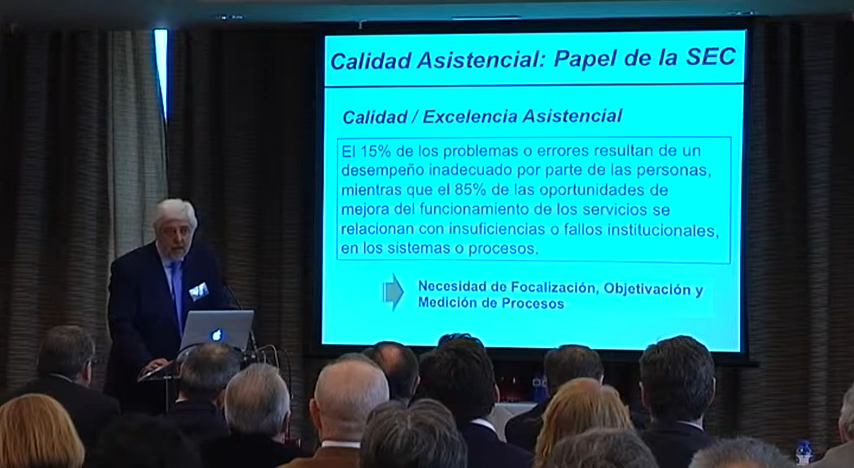 Calidad Asistencial: Papel de la SEC
Calidad / Excelencia Asistencial
El 15% de los problemas o errores resultan de un
desempeño inadecuado por parte de las personas,
mientras que el 85% de las oportunidades de
mejora del funcionamiento de los servicios se
relacionan con insuficiencias o fallos institucionales,
en los sistemas o procesos.
Necesidad de Focalización, Objetivación y
Medición de Procesos